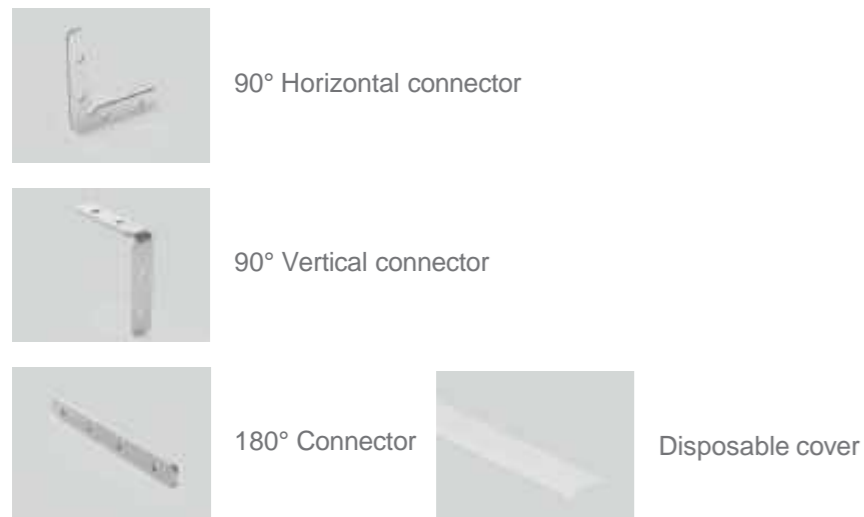 90° Horizontal connector
90° Vertical connector
180° Connector
Disposable cover